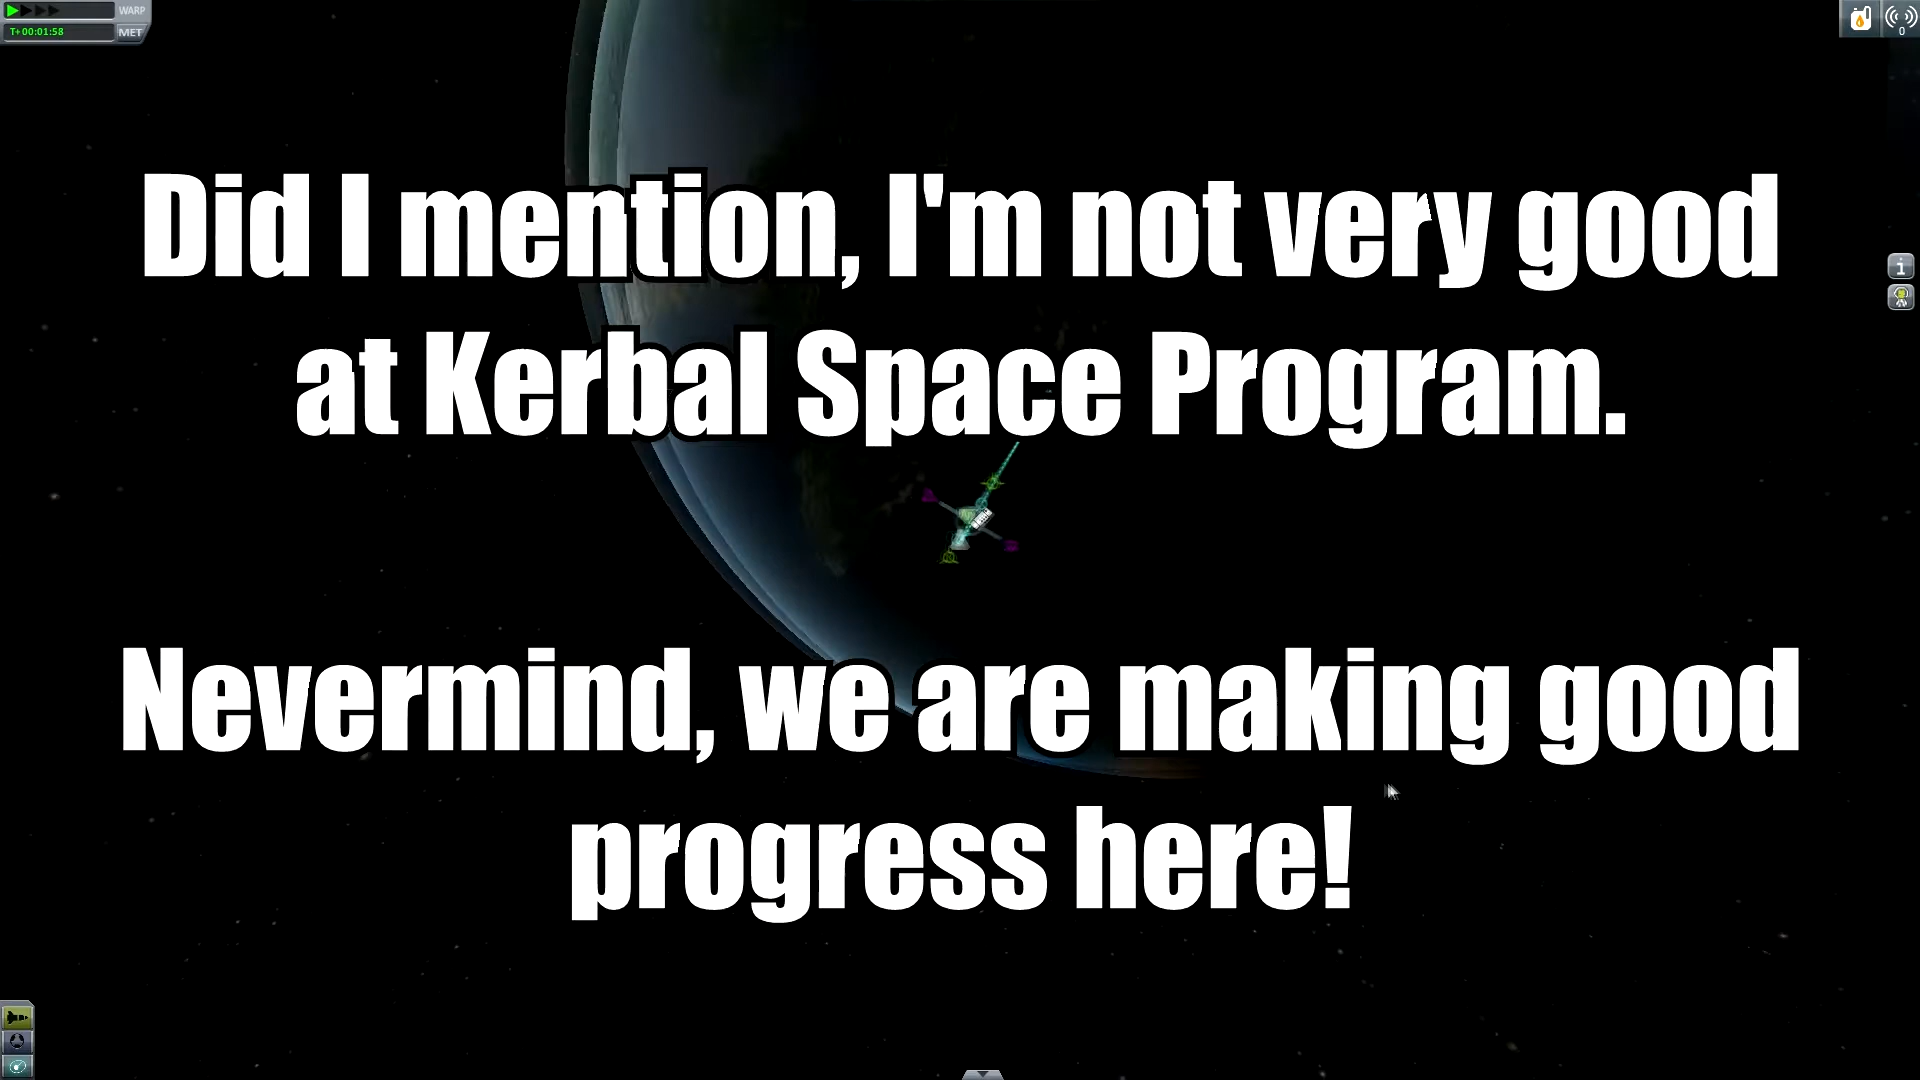 WARP
T+ 00:01:58
MET
0
Did I mention, I'm not very good
at Kerbal Space Program.
Nevermind, we are making good
progress here!